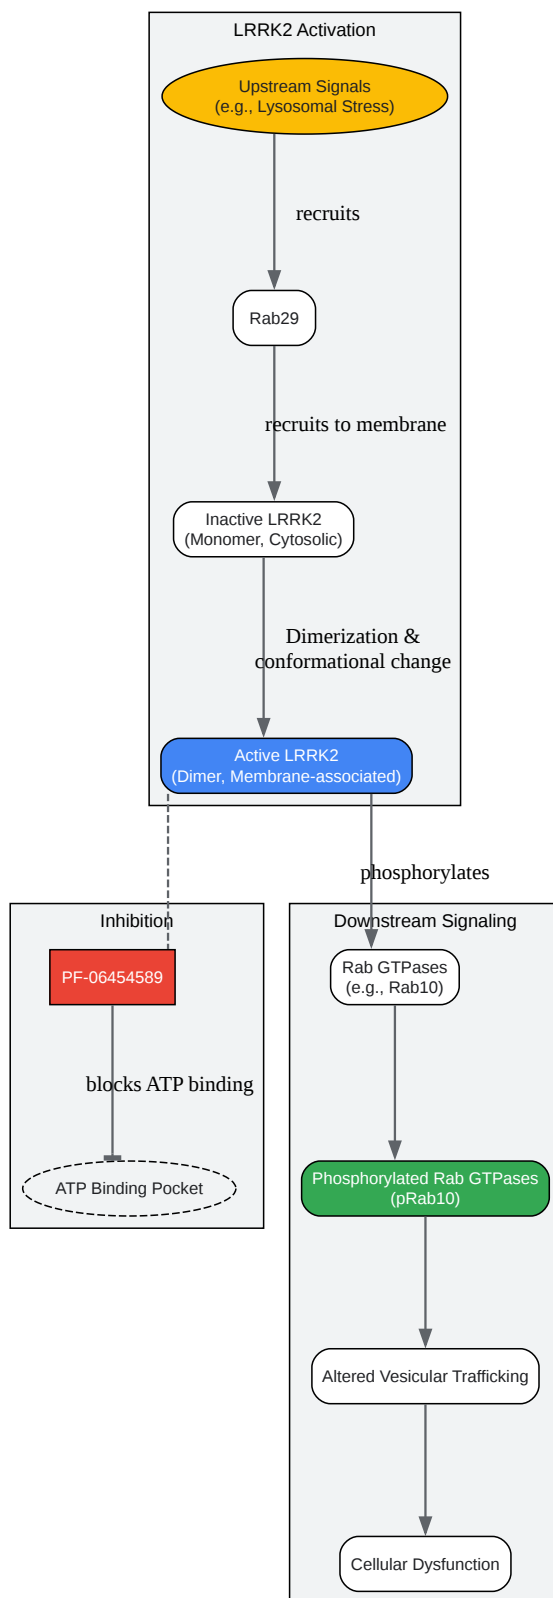 LRRK2 Activation
Upstream Signals
(e.g., Lysosomal Stress)
recruits
Rab29
recruits to membrane
Inactive LRRK2
(Monomer, Cytosolic)
Dimerization &
conformational change
Active LRRK2
(Dimer, Membrane-associated)
phosphorylates
Inhibition
PF-06454589
blocks ATP binding
ATP Binding Pocket
Downstream Signaling
Rab GTPases
(e.g., Rab10)
Phosphorylated Rab GTPases
(pRab10)
Altered Vesicular Trafficking
Cellular Dysfunction